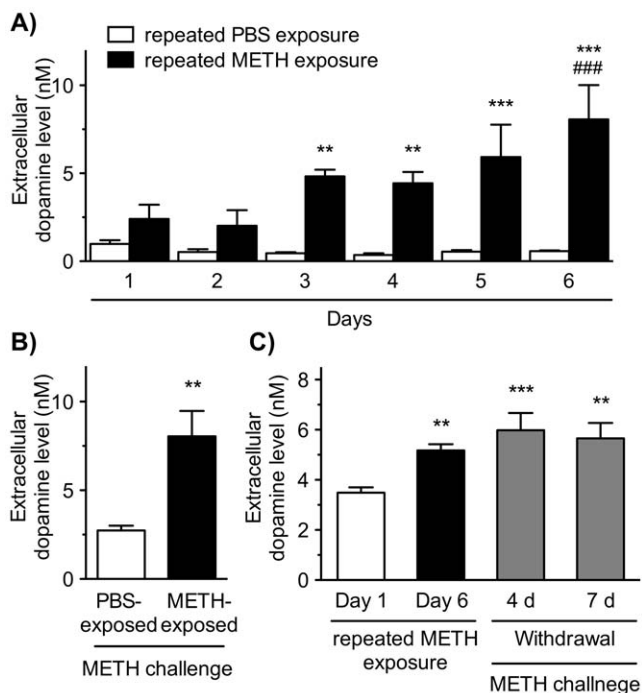 A)
repeated PBS exposure
repeated METH exposure
Extracellular
dopamine level (nM)
10
5
0
**
**
***
***
###
1 2 3 4 5 6
Days
B)
Extracellular
dopamine level (nM)
10
5
0
**
PBS-
exposed
METH-
exposed
METH challenge
C)
Extracellular
dopamine level (nM)
8
6
4
2
0
**
***
**
Day 1 Day 6 4 d 7 d
repeated METH
exposure
Withdrawal
METH challnege